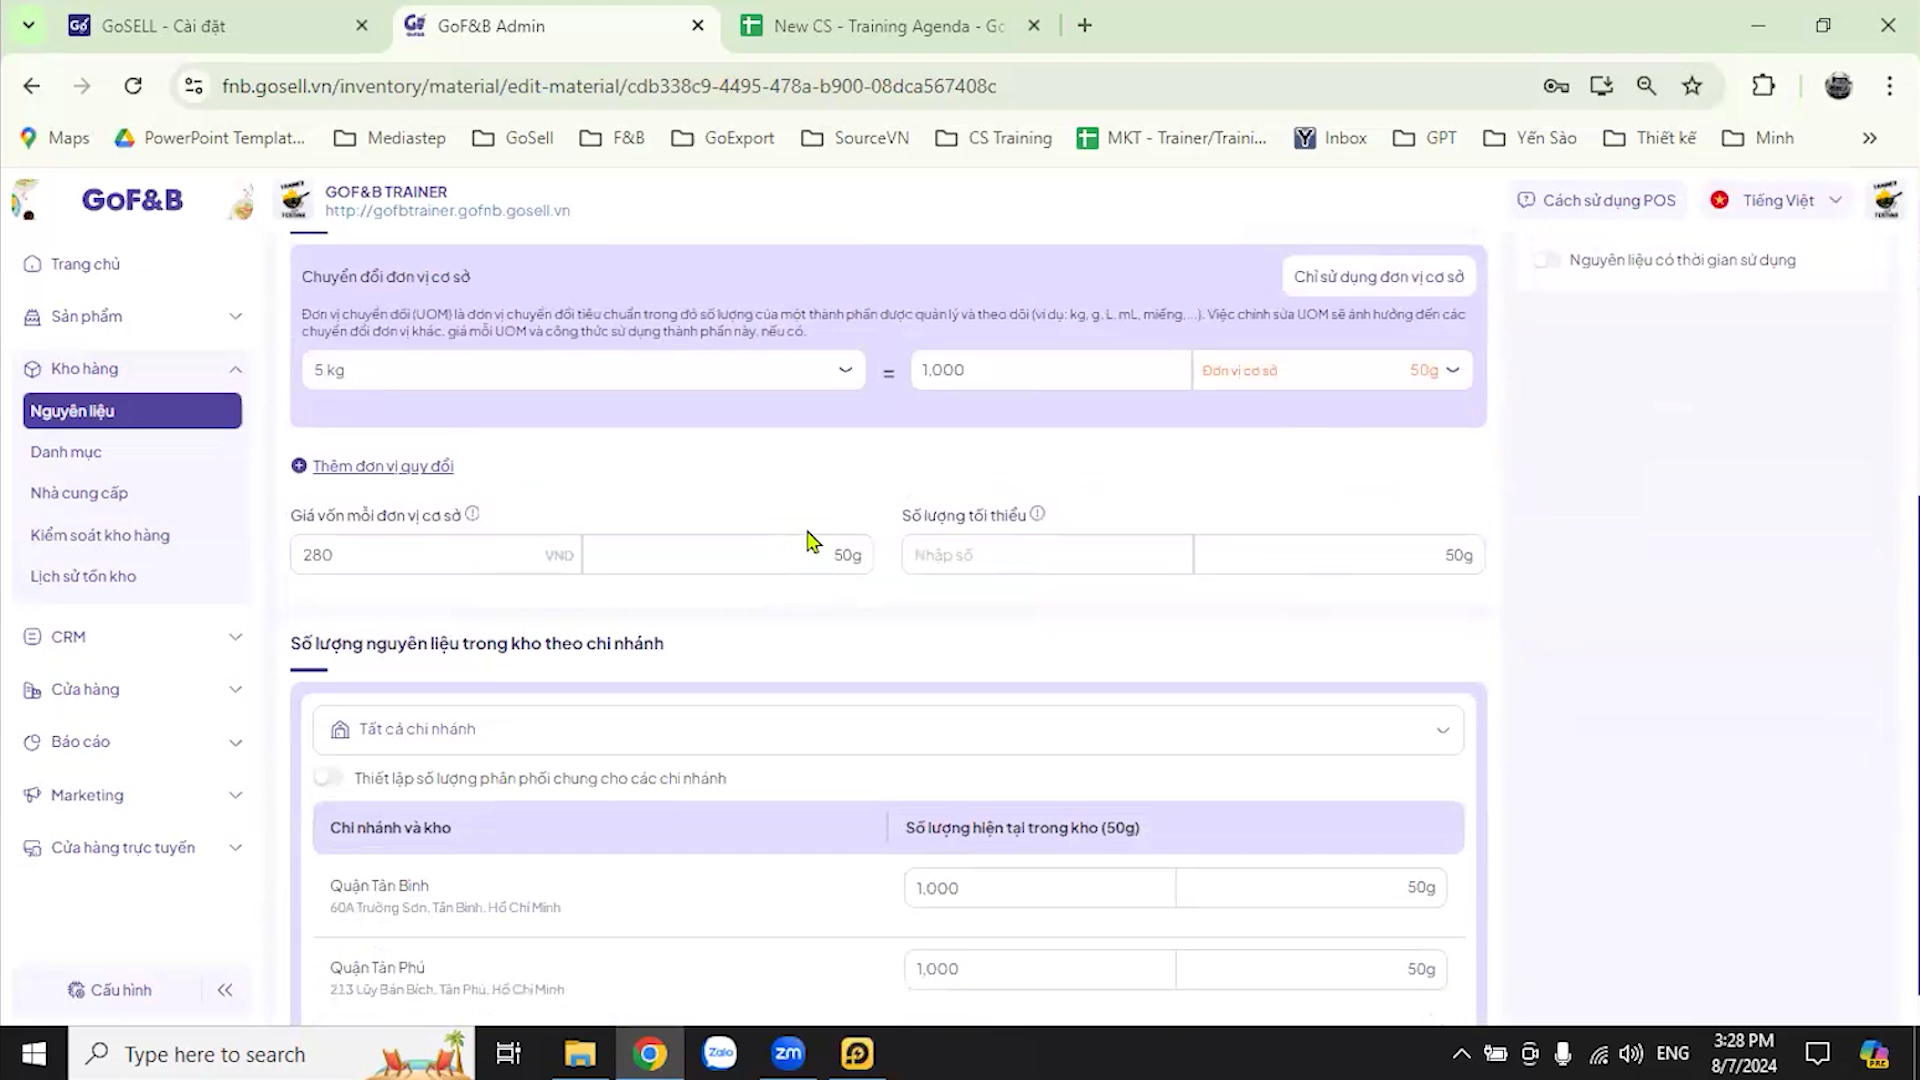 GoSELL - Cài đặt
GoF&B Admin
New CS - Training Agenda - Go
fnb.gosell.vn/inventory/material/edit-material/cdb338c9-4495-478a-b900-08dca567408c
Maps
PowerPoint Templat...
Mediastep
GoSell
F&B
GoExport
SourceVN
CS Training
MKT - Trainer/Traini...
Inbox
GPT
Yến Sào
Thiết kế
Minh
GoF&B
GOF&B TRAINER
http://gofbtrainer.gofnb.gosell.vn
Cách sử dụng POS
Tiếng Việt
Trang chủ
Sản phẩm
Kho hàng
Nguyên liệu
Danh mục
Nhà cung cấp
Kiểm soát kho hàng
Lịch sử tồn kho
CRM
Cửa hàng
Báo cáo
Marketing
Cửa hàng trực tuyến
Cấu hình
Chuyển đổi đơn vị cơ sở
Chỉ sử dụng đơn vị cơ sở
Đơn vị chuyển đổi (UOM) là đơn vị chuyển đổi tiêu chuẩn trong đó số lượng của một thành phần được quản lý và theo dõi (ví dụ: kg, g, L, mL, miếng,...). Việc chỉnh sửa UOM sẽ ảnh hưởng đến các
chuyển đổi đơn vị khác, giá mỗi UOM và công thức sử dụng thành phần này, nếu có.
5 kg
=
1,000
Đơn vị cơ sở
50g
Thêm đơn vị quy đổi
Giá vốn mỗi đơn vị cơ sở
280
VND
50g
Số lượng tối thiểu
Nhập số
50g
Số lượng nguyên liệu trong kho theo chi nhánh
Tất cả chi nhánh
Thiết lập số lượng phân phối chung cho các chi nhánh
Chi nhánh và kho
Số lượng hiện tại trong kho (50g)
Quận Tân Bình
60A Trường Sơn, Tân Bình, Hồ Chí Minh
1,000
50g
Quận Tân Phú
213 Lũy Bán Bích, Tân Phú, Hồ Chí Minh
1,000
50g
Nguyên liệu có thời gian sử dụng
Type here to search
Zalo
zm
ENG
3:28 PM
8/7/2024